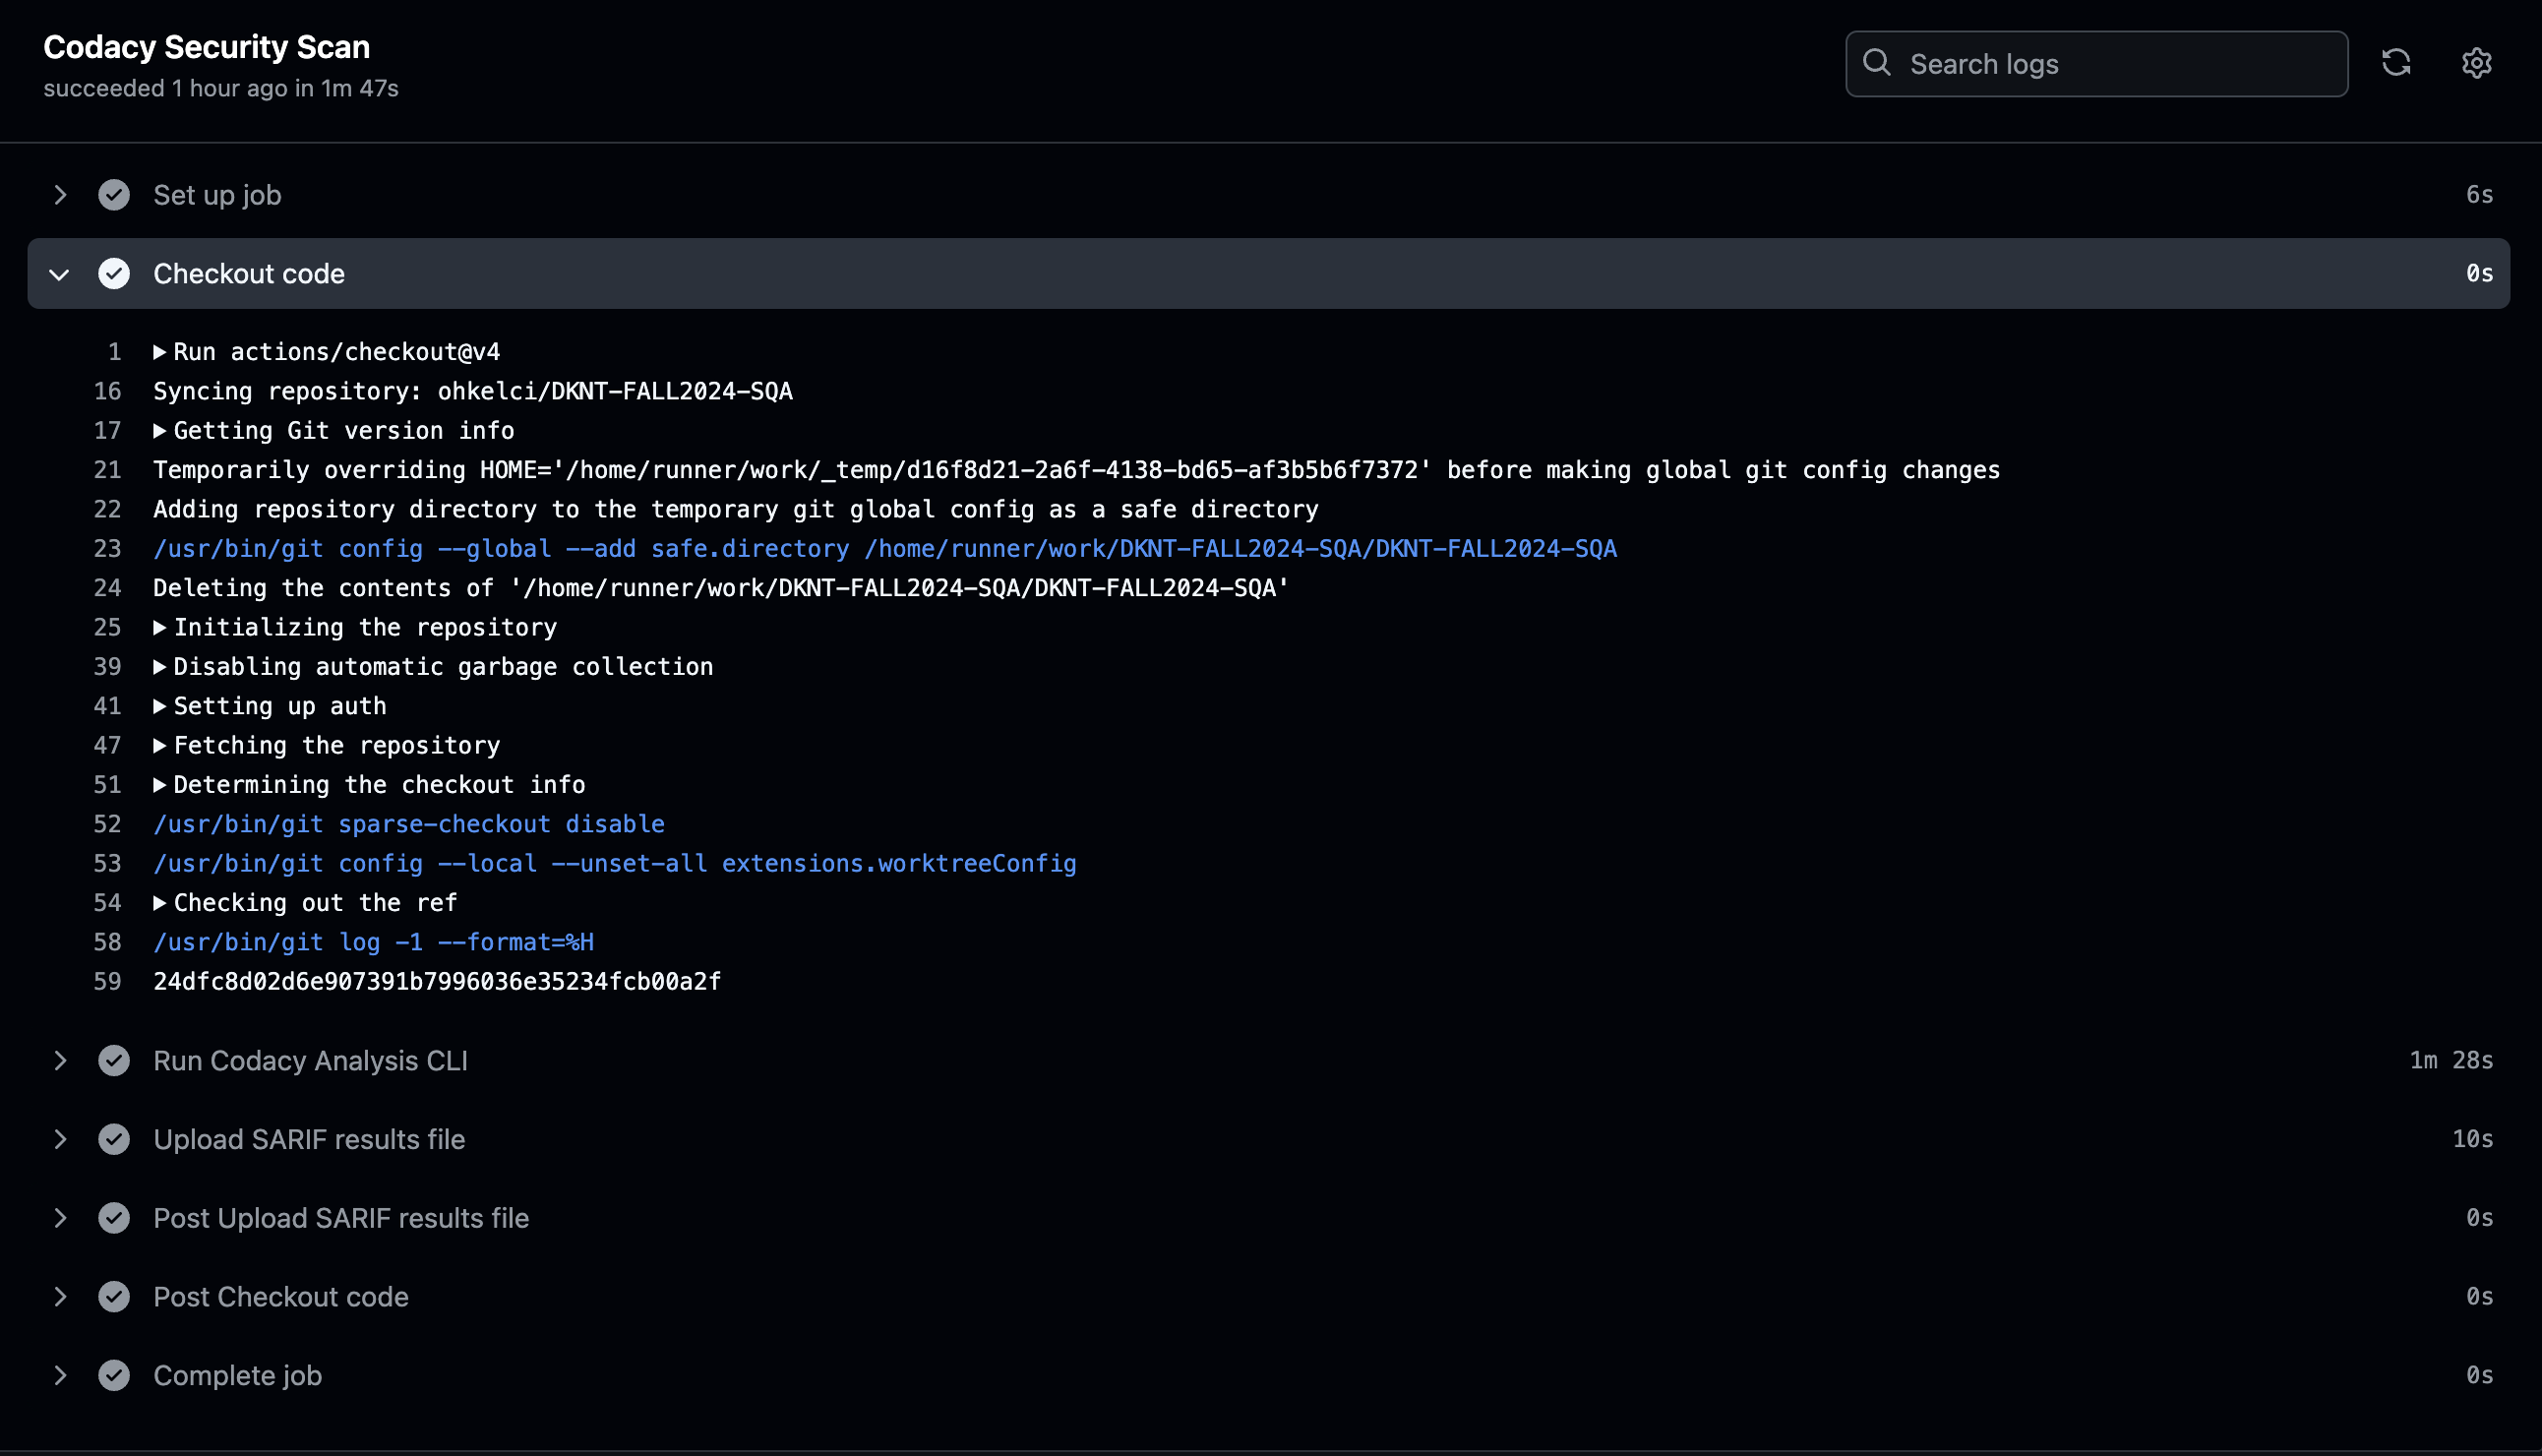 Codacy Security Scan
succeeded 1 hour ago in 1m 47s
Search logs
Set up job 6s
Checkout code 0s
1 Run actions/checkout@v4
16 Syncing repository: ohkelci/DKNT-FALL2024-SQA
17 Getting Git version info
21 Temporarily overriding HOME='/home/runner/work/_temp/d16f8d21-2a6f-4138-bd65-af3b5b6f7372' before making global git config changes
22 Adding repository directory to the temporary git global config as a safe directory
23 /usr/bin/git config --global --add safe.directory /home/runner/work/DKNT-FALL2024-SQA/DKNT-FALL2024-SQA
24 Deleting the contents of '/home/runner/work/DKNT-FALL2024-SQA/DKNT-FALL2024-SQA'
25 Initializing the repository
39 Disabling automatic garbage collection
41 Setting up auth
47 Fetching the repository
51 Determining the checkout info
52 /usr/bin/git sparse-checkout disable
53 /usr/bin/git config --local --unset-all extensions.worktreeConfig
54 Checking out the ref
58 /usr/bin/git log -1 --format=%H
59 24dfc8d02d6e907391b7996036e35234fcb00a2f
Run Codacy Analysis CLI 1m 28s
Upload SARIF results file 10s
Post Upload SARIF results file 0s
Post Checkout code 0s
Complete job 0s